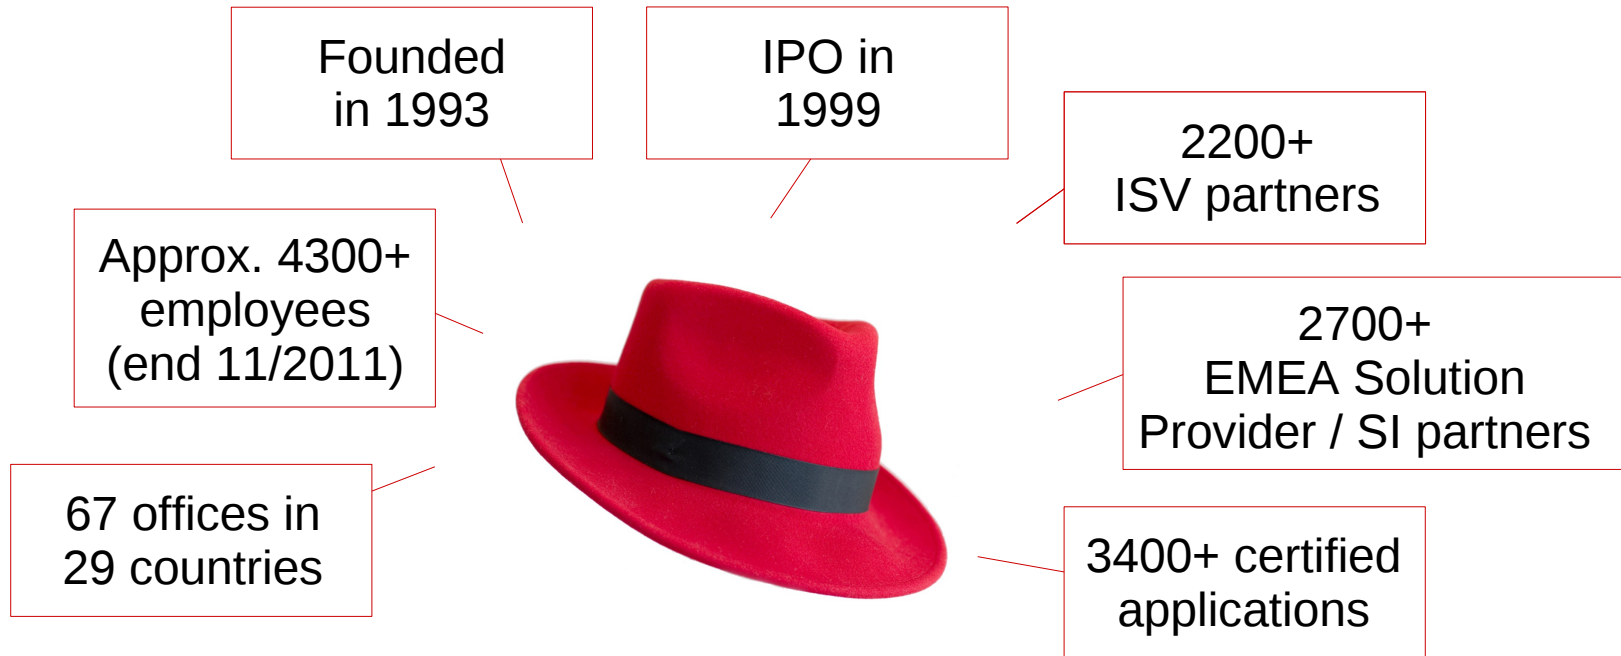 Founded
in 1993
IPO in
1999
2200+
ISV partners
Approx. 4300+
employees
(end 11/2011)
2700+
EMEA Solution
Provider / SI partners
67 offices in
29 countries
3400+ certified
applications